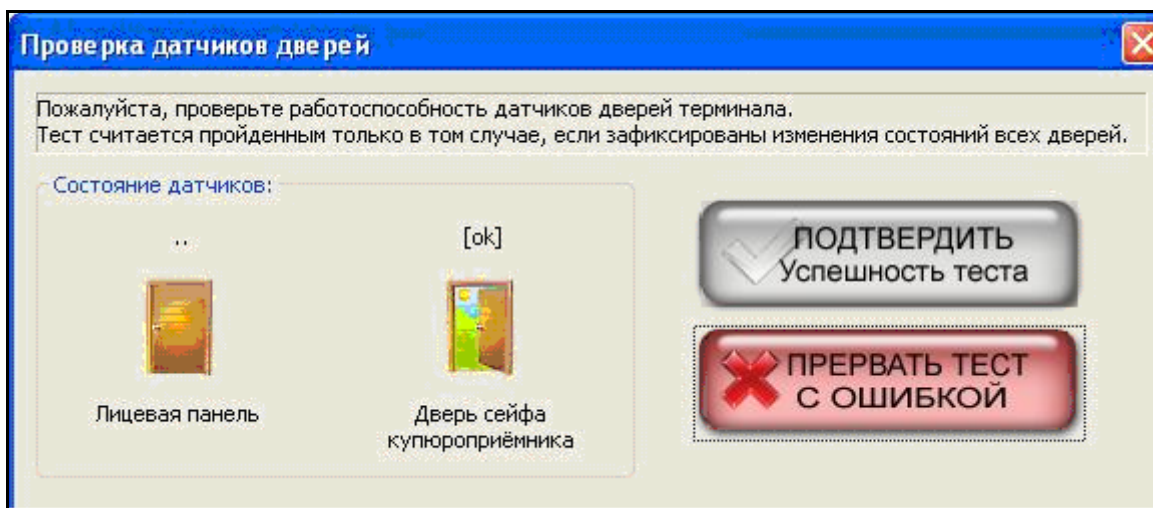 Проверка датчиков дверей
Пожалуйста, проверьте работоспособность датчиков дверей терминала.
Тест считается пройденным только в том случае, если зафиксированы изменения состояний всех дверей.
Состояние датчиков:
..
[ok]
Лицевая панель
Дверь сейфа
купюроприёмника
ПОДТВЕРДИТЬ
Успешность теста
ПРЕРВАТЬ ТЕСТ
С ОШИБКОЙ